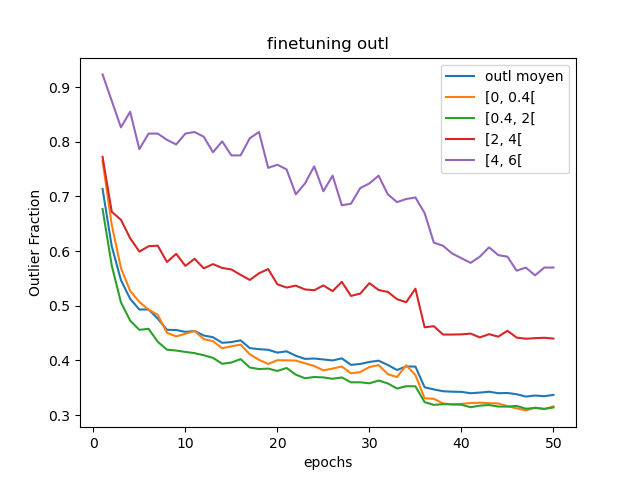 finetuning outl
outl moyen
[0, 0.4[
[0.4, 2[
[2, 4[
[4, 6[
Outlier Fraction
0.9
0.8
0.7
0.6
0.5
0.4
0.3
0 10 20 30 40 50
epochs